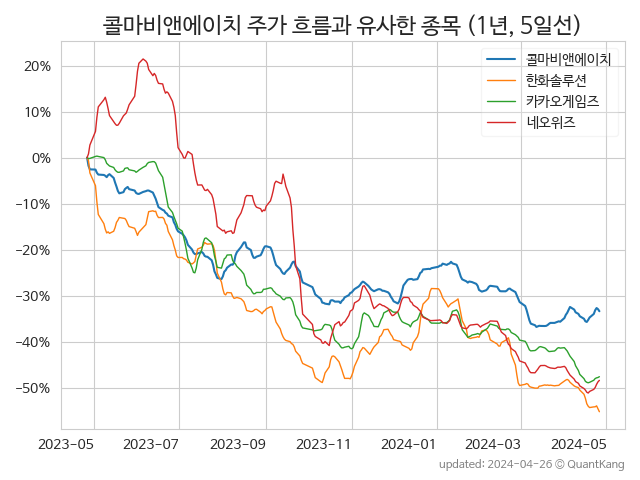 콜마비앤에이치 주가 흐름과 유사한 종목 (1년, 5일선)
콜마비앤에이치
한화솔루션
카카오게임즈
네오위즈
20%
10%
0%
−10%
−20%
−30%
−40%
−50%
2023-05 2023-07 2023-09 2023-11 2024-01 2024-03 2024-05
updated: 2024-04-26 © QuantKang